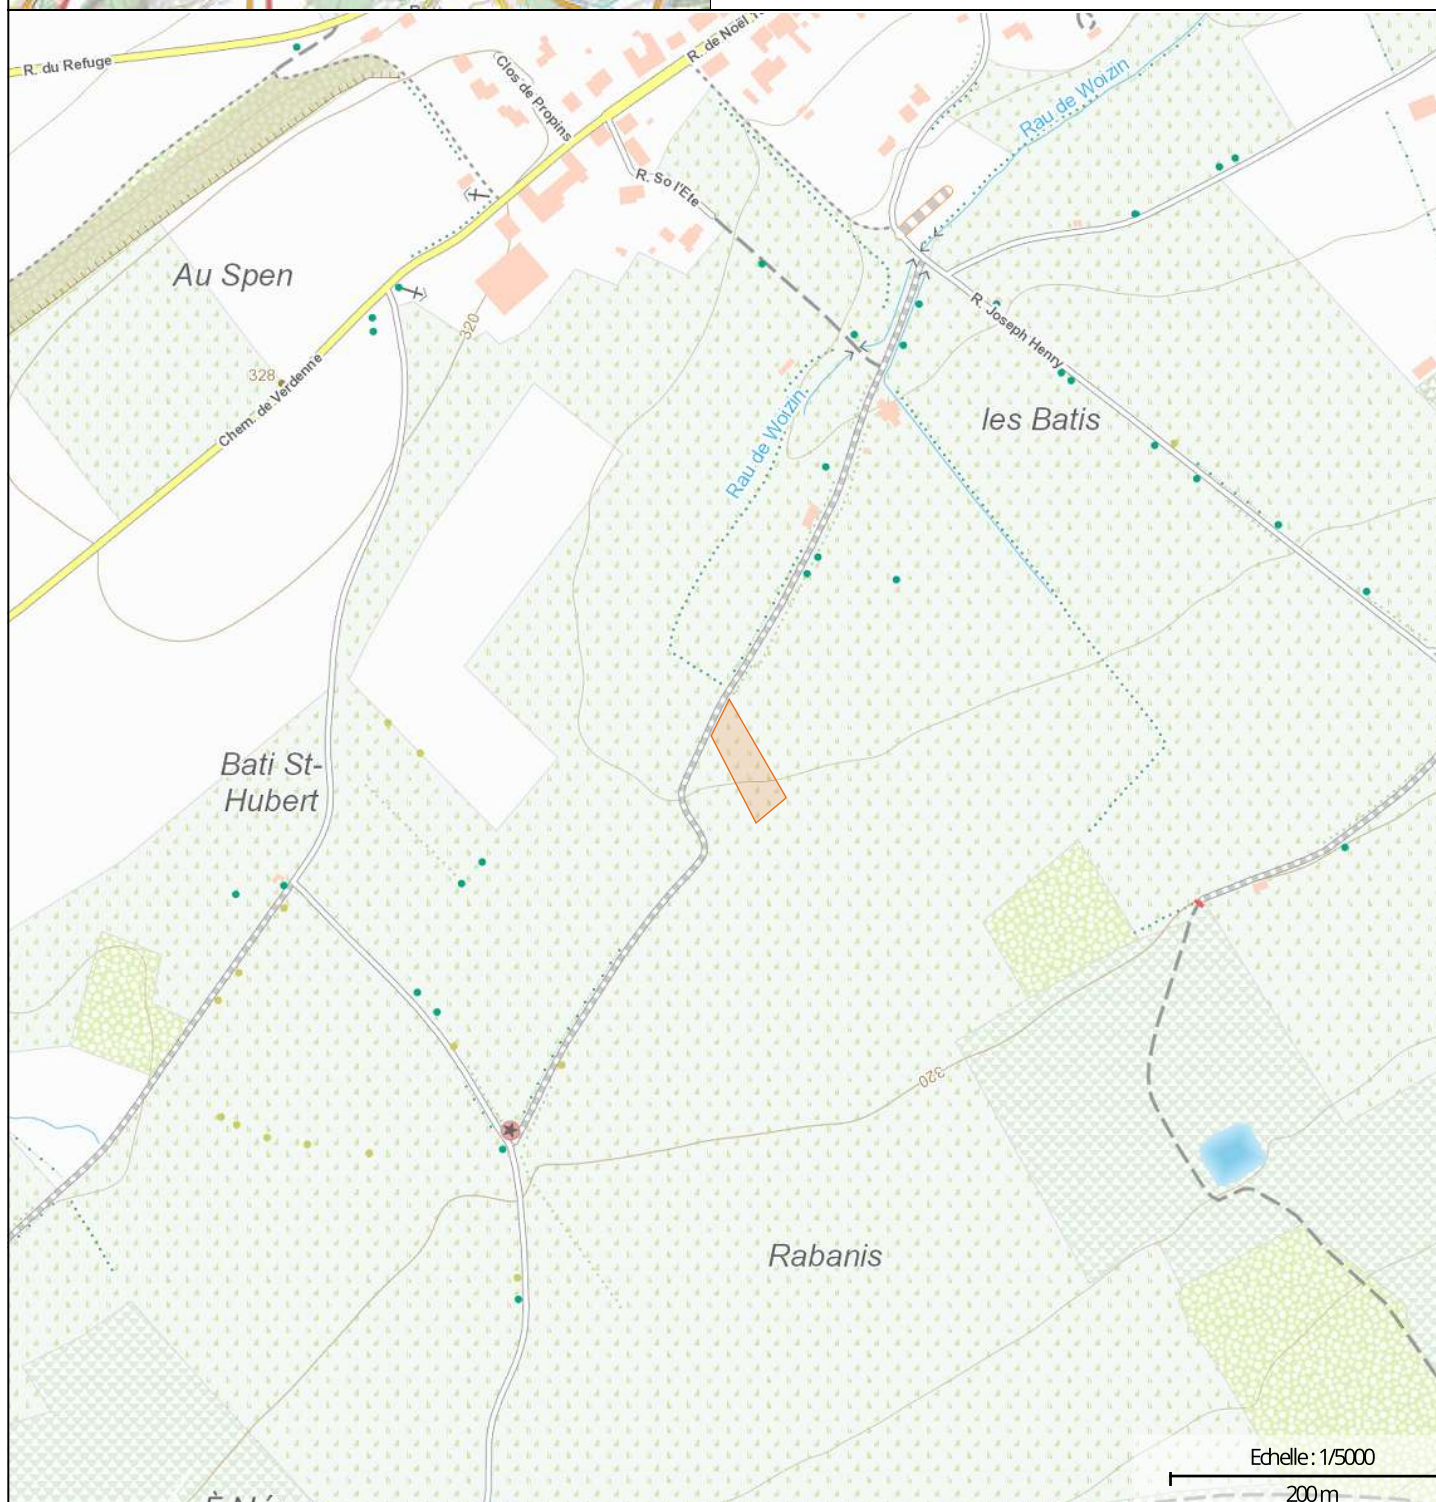 R. du Refuge
Clos de Propins
R. de Noël
Rau de Woizin
R. So l'Ete
Au Spen
320
R. Joseph Henry
328
Chem. de Verdenne
les Batis
Rau de Woizin
Bati St-
Hubert
320
Rabanis
Echelle : 1/5000
200 m